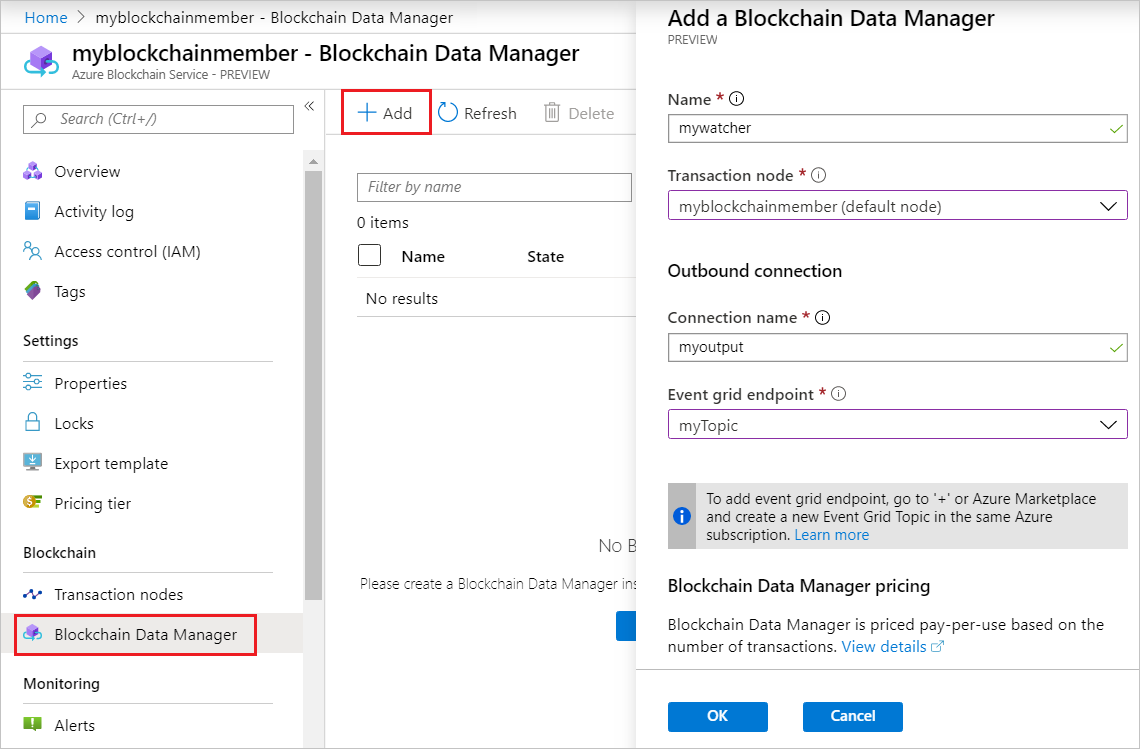 Home > myblockchainmember - Blockchain Data Manager
myblockchainmember - Blockchain Data Manager
Azure Blockchain Service - PREVIEW
Search (Ctrl+/)
«
Overview
Activity log
Access control (IAM)
Tags
Settings
Properties
Locks
Export template
Pricing tier
Blockchain
Transaction nodes
Blockchain Data Manager
Monitoring
Alerts
Add Refresh Delete
Filter by name
0 items
Name State
No results
No B
Please create a Blockchain Data Manager ins
Add a Blockchain Data Manager
PREVIEW
Name *
mywatcher
Transaction node *
myblockchainmember (default node)
Outbound connection
Connection name *
myoutput
Event grid endpoint *
myTopic
To add event grid endpoint, go to '+' or Azure Marketplace
and create a new Event Grid Topic in the same Azure
subscription. Learn more
Blockchain Data Manager pricing
Blockchain Data Manager is priced pay-per-use based on the
number of transactions. View details
OK Cancel